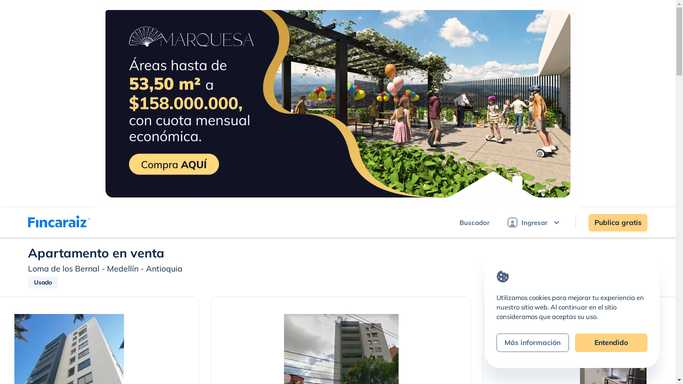 MARQUESA
Áreas hasta de
53,50 m² a
$158.000.000,
con cuota mensual
económica.
Compra AQUÍ
Fincaraiz
Buscador
Ingresar
Publica gratis
Apartamento en venta
Loma de los Bernal - Medellín - Antioquia
Usado
Utilizamos cookies para mejorar tu experiencia en
nuestro sitio web. Al continuar en el sitio
consideramos que aceptas su uso.
Más información
Entendido